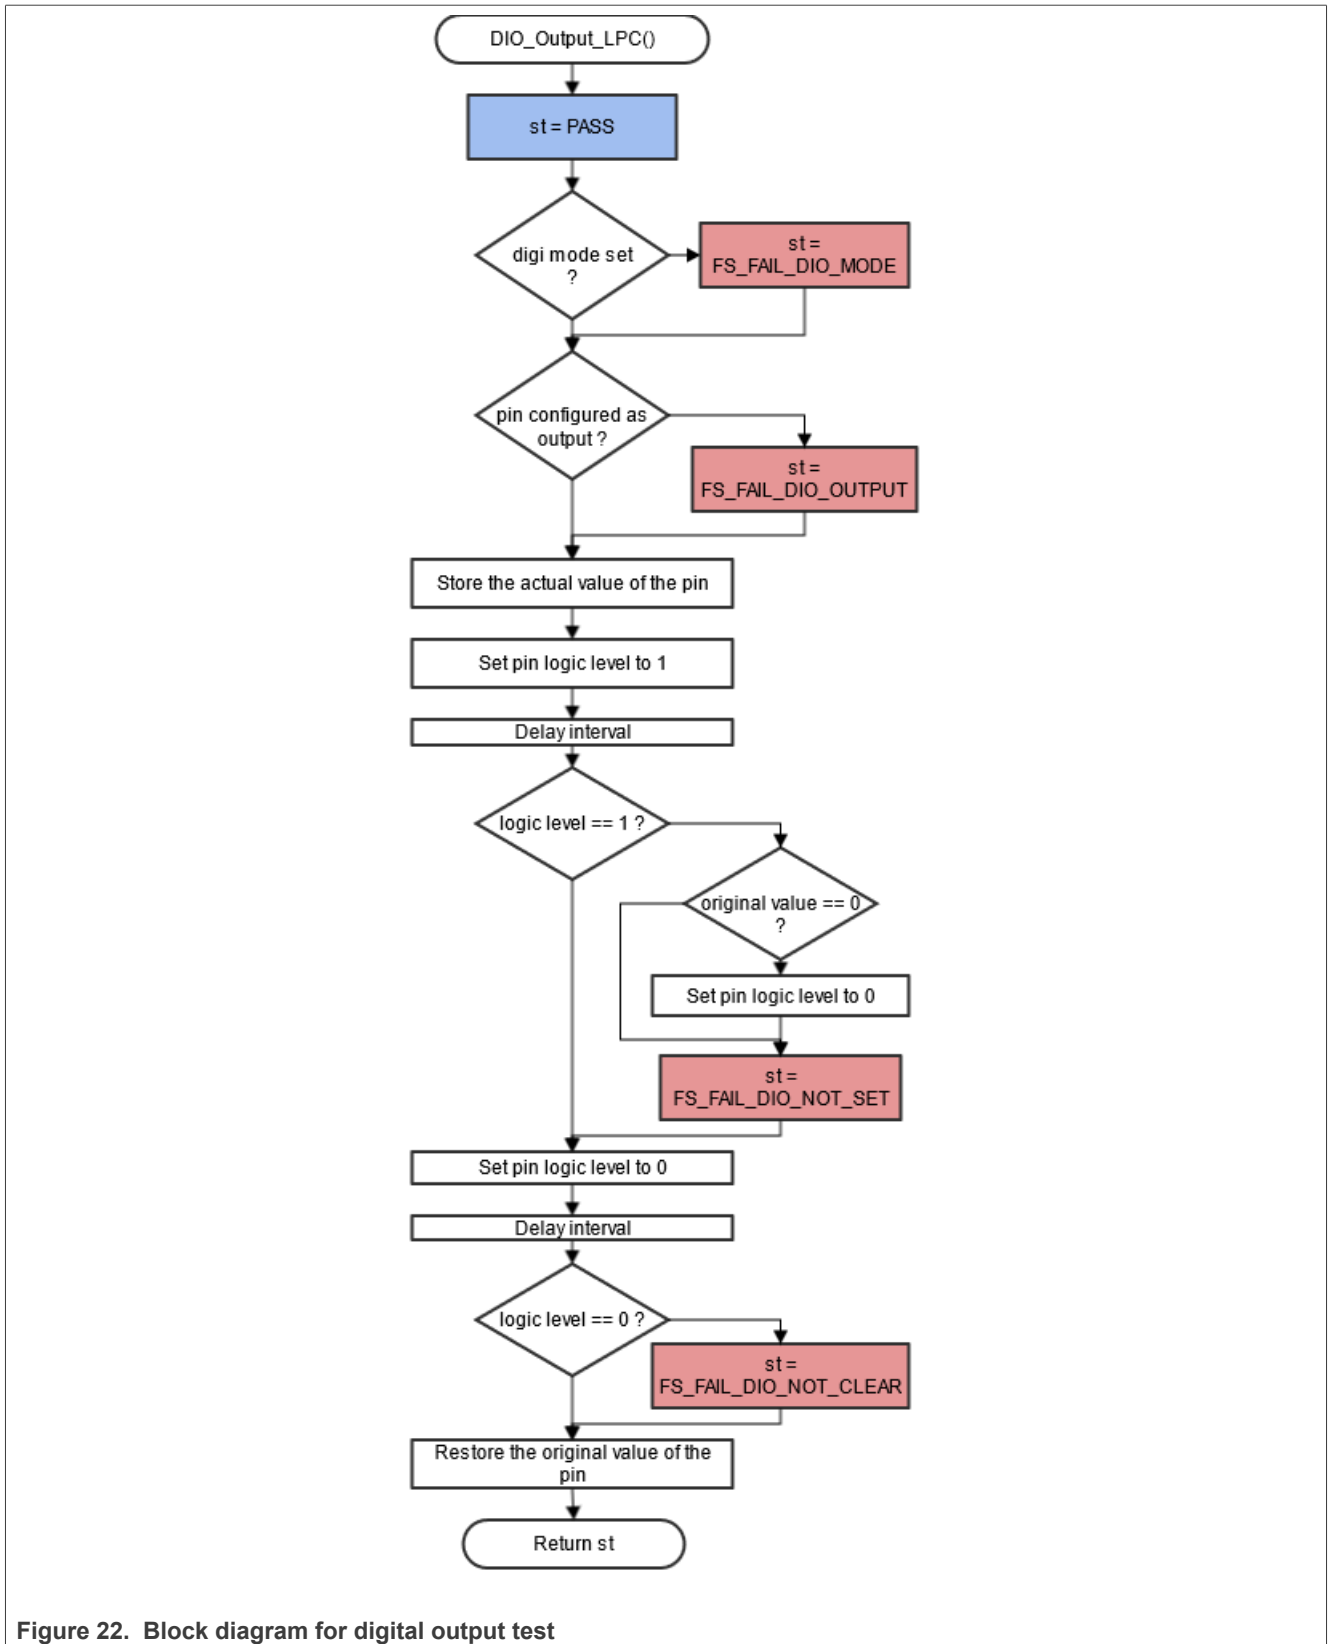 DIO_Output_LPC()
st = PASS
digi mode set
?
st =
FS_FAIL_DIO_MODE
pin configured as
output ?
st =
FS_FAIL_DIO_OUTPUT
Store the actual value of the pin
Set pin logic level to 1
Delay interval
logic level == 1 ?
original value == 0
?
Set pin logic level to 0
st =
FS_FAIL_DIO_NOT_SET
Set pin logic level to 0
Delay interval
logic level == 0 ?
st =
FS_FAIL_DIO_NOT_CLEAR
Restore the original value of the
pin
Return st
Figure 22. Block diagram for digital output test